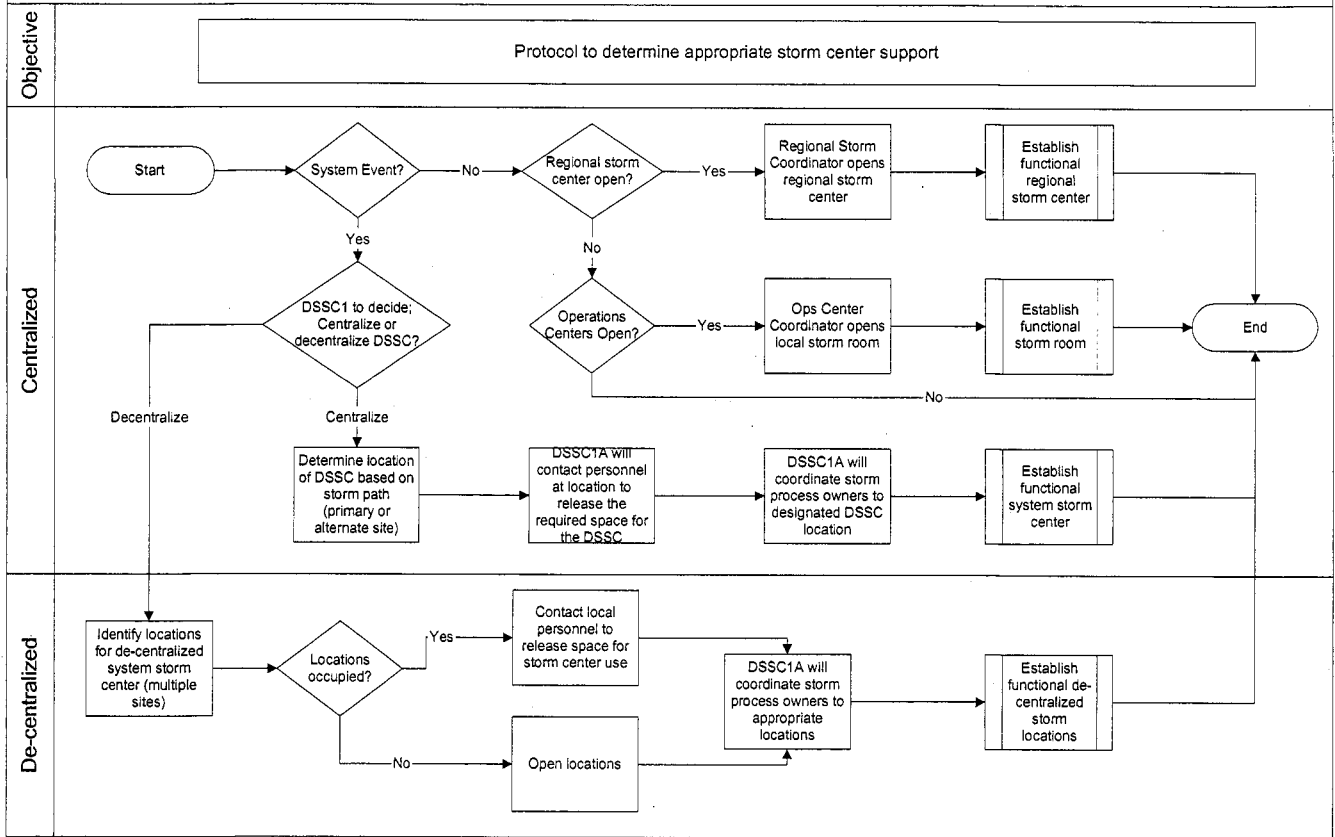 Objective
Protocol to determine appropriate storm center support
Centralized
Start
System Event?
No
Regional storm
center open?
Yes
Regional Storm
Coordinator opens
regional storm
center
Establish
functional
regional
storm center
Yes
No
DSSC1 to decide;
Centralize or
decentralize DSSC?
Operations
Centers Open?
Yes
Ops Center
Coordinator opens
local storm room
Establish
functional
storm room
End
No
Decentralize
Centralize
Determine location
of DSSC based on
storm path
(primary or
alternate site)
DSSC1A will
contact personnel
at location to
release the
required space for
the DSSC
DSSC1A will
coordinate storm
process owners to
designated DSSC
location
Establish
functional
system storm
center
De-centralized
Identify locations
for de-centralized
system storm
center (multiple
sites)
Locations
occupied?
Yes
Contact local
personnel to
release space for
storm center use
No
Open locations
DSSC1A will
coordinate storm
process owners to
appropriate
locations
Establish
functional de-
centralized
storm
locations